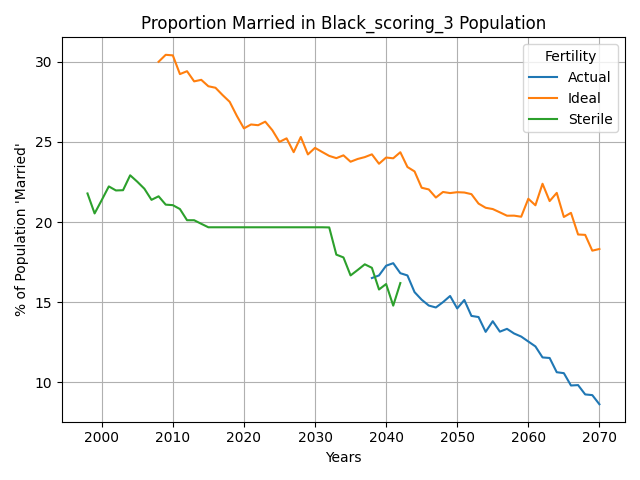 Proportion Married in Black_scoring_3 Population
% of Population 'Married'
30
25
20
15
10
Fertility
Actual
Ideal
Sterile
2000 2010 2020 2030 2040 2050 2060 2070
Years